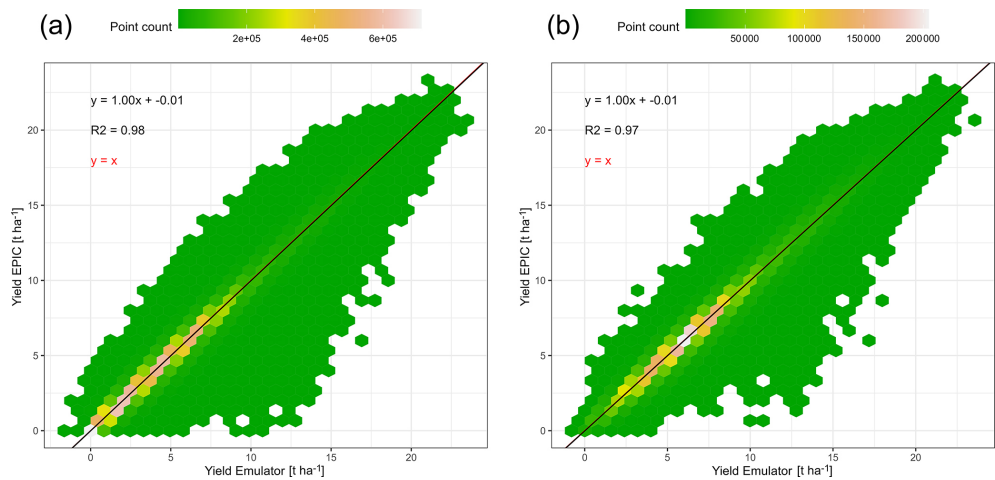 (a)
Point count
2e+05 4e+05 6e+05
y = 1.00x + -0.01
R2 = 0.98
y = x
Yield EPIC [t ha-1]
20
15
10
5
0
0 5 10 15 20
Yield Emulator [t ha-1]
(b)
Point count
50000 100000 150000 200000
y = 1.00x + -0.01
R2 = 0.97
y = x
Yield EPIC [t ha-1]
20
15
10
5
0
0 5 10 15 20
Yield Emulator [t ha-1]